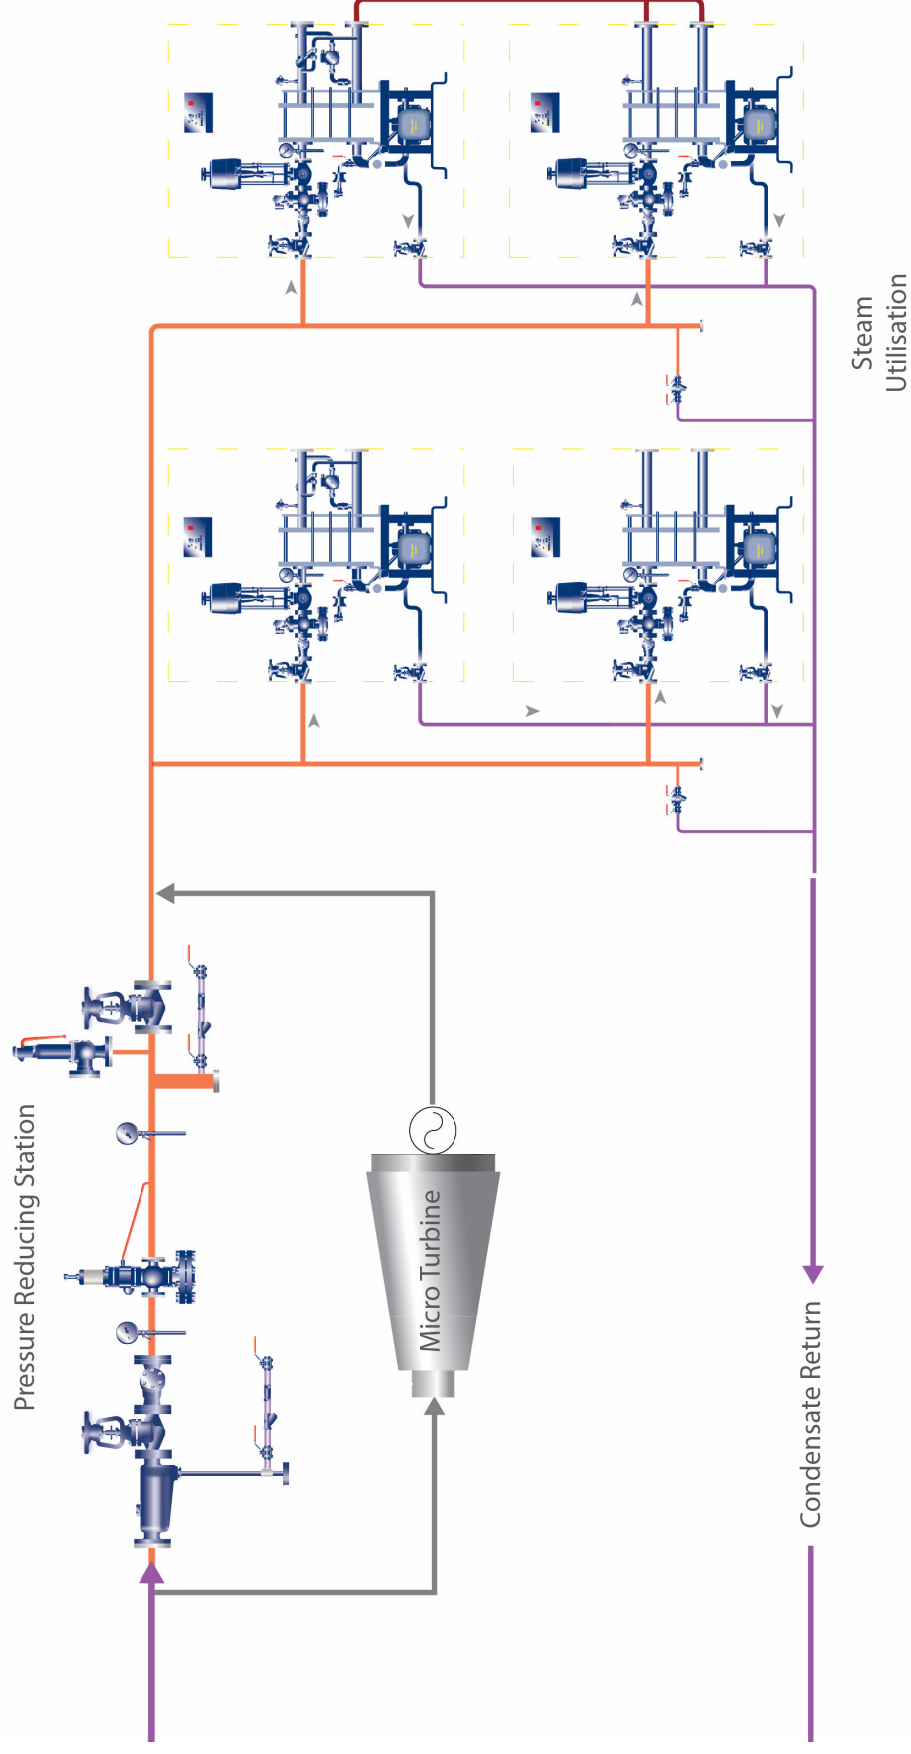 Steam
Utilisation
Pressure Reducing Station
Micro Turbine
Condensate Return